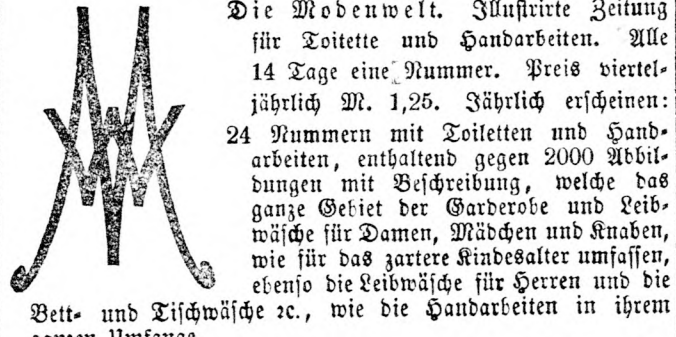 Die Modenwelt. Illustrirte Zeitung
für Toitette und Handarbeiten. Alle
14 Tage eine Nummer. Preis viertel-
jährlich M. 1,25. Jährlich erscheinen:
24 Nummern mit Toiletten und Hand-
arbeiten, enthaltend gegen 2000 Abbil-
dungen mit Beschreibung, welche das
ganze Gebiet der Garderobe und Leib-
wäsche für Damen, Mädchen und Knaben,
wie für das zartere Kindesalter umfassen,
ebenso die Leibwäsche für Herren und die
Bett- und Tischwäsche ꝛc., wie die Handarbeiten in ihrem